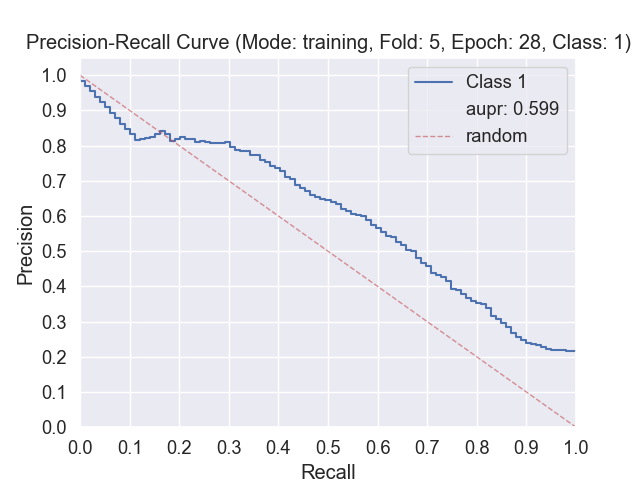 Precision-Recall Curve (Mode: training, Fold: 5, Epoch: 28, Class: 1)
Class 1
aupr: 0.599
random
Precision
1.0
0.9
0.8
0.7
0.6
0.5
0.4
0.3
0.2
0.1
0.0
0.0 0.1 0.2 0.3 0.4 0.5 0.6 0.7 0.8 0.9 1.0
Recall